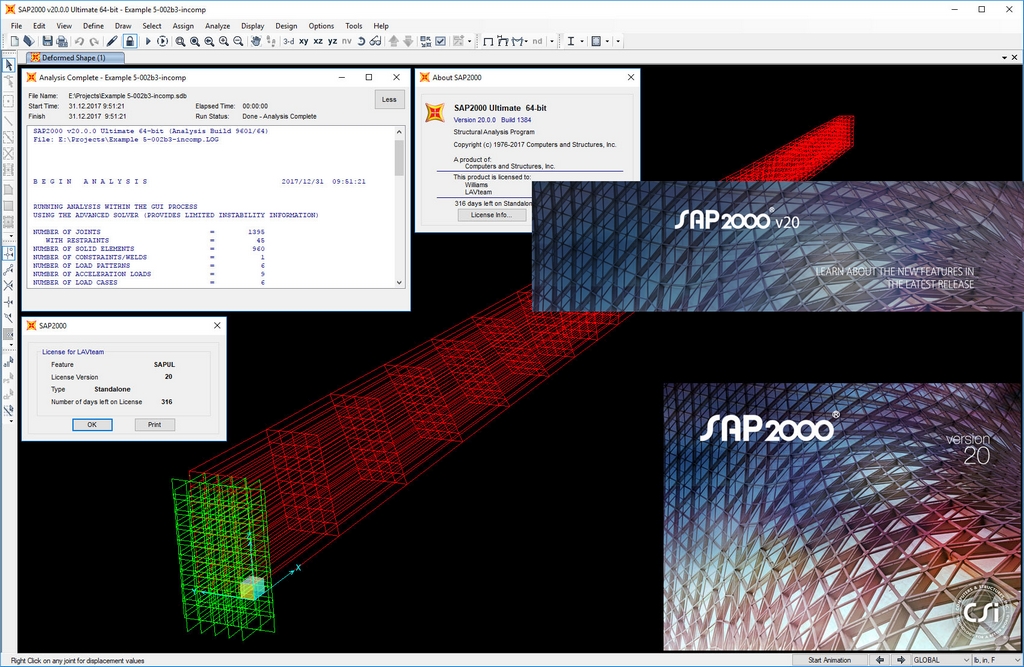 SAP2000 v20.0.0 Ultimate 64-bit - Example 5-002b3-incomp
File Edit View Define Draw Select Assign Analyze Display Design Options Tools Help
3-d xy xz yz nv nd
Deformed Shape (1)
Analysis Complete - Example 5-002b3-incomp
File Name: E:\Projects\Example 5-002b3-incomp.sdb
Start Time: 31.12.2017 9:51:21 Elapsed Time: 00:00:00
Finish 31.12.2017 9:51:21 Run Status: Done - Analysis Complete
Less
SAP2000 v20.0.0 Ultimate 64-bit (Analysis Build 9601/64)
File: E:\Projects\Example 5-002b3-incomp.LOG
B E G I N A N A L Y S I S 2017/12/31 09:51:21
RUNNING ANALYSIS WITHIN THE GUI PROCESS
USING THE ADVANCED SOLVER (PROVIDES LIMITED INSTABILITY INFORMATION)
NUMBER OF JOINTS = 1395
WITH RESTRAINTS = 45
NUMBER OF SOLID ELEMENTS = 960
NUMBER OF CONSTRAINTS/WELDS = 1
NUMBER OF LOAD PATTERNS = 6
NUMBER OF ACCELERATION LOADS = 9
NUMBER OF LOAD CASES = 6
About SAP2000
SAP2000 Ultimate 64-bit
Version 20.0.0 Build 1384
Structural Analysis Program
Copyright (c) 1976-2017 Computers and Structures, Inc.
A product of:
Computers and Structures, Inc.
This product is licensed to:
Williams
LAVteam
316 days left on Standalon
License Info...
SAP2000® v20
LEARN ABOUT THE NEW FEATURES IN
THE LATEST RELEASE
SAP2000
License for LAVteam
Feature SAPUL
License Version 20
Type Standalone
Number of days left on License 316
OK Print
SAP2000®
version
20
CSi
X
Right Click on any joint for displacement values
Start Animation GLOBAL lb, in, F